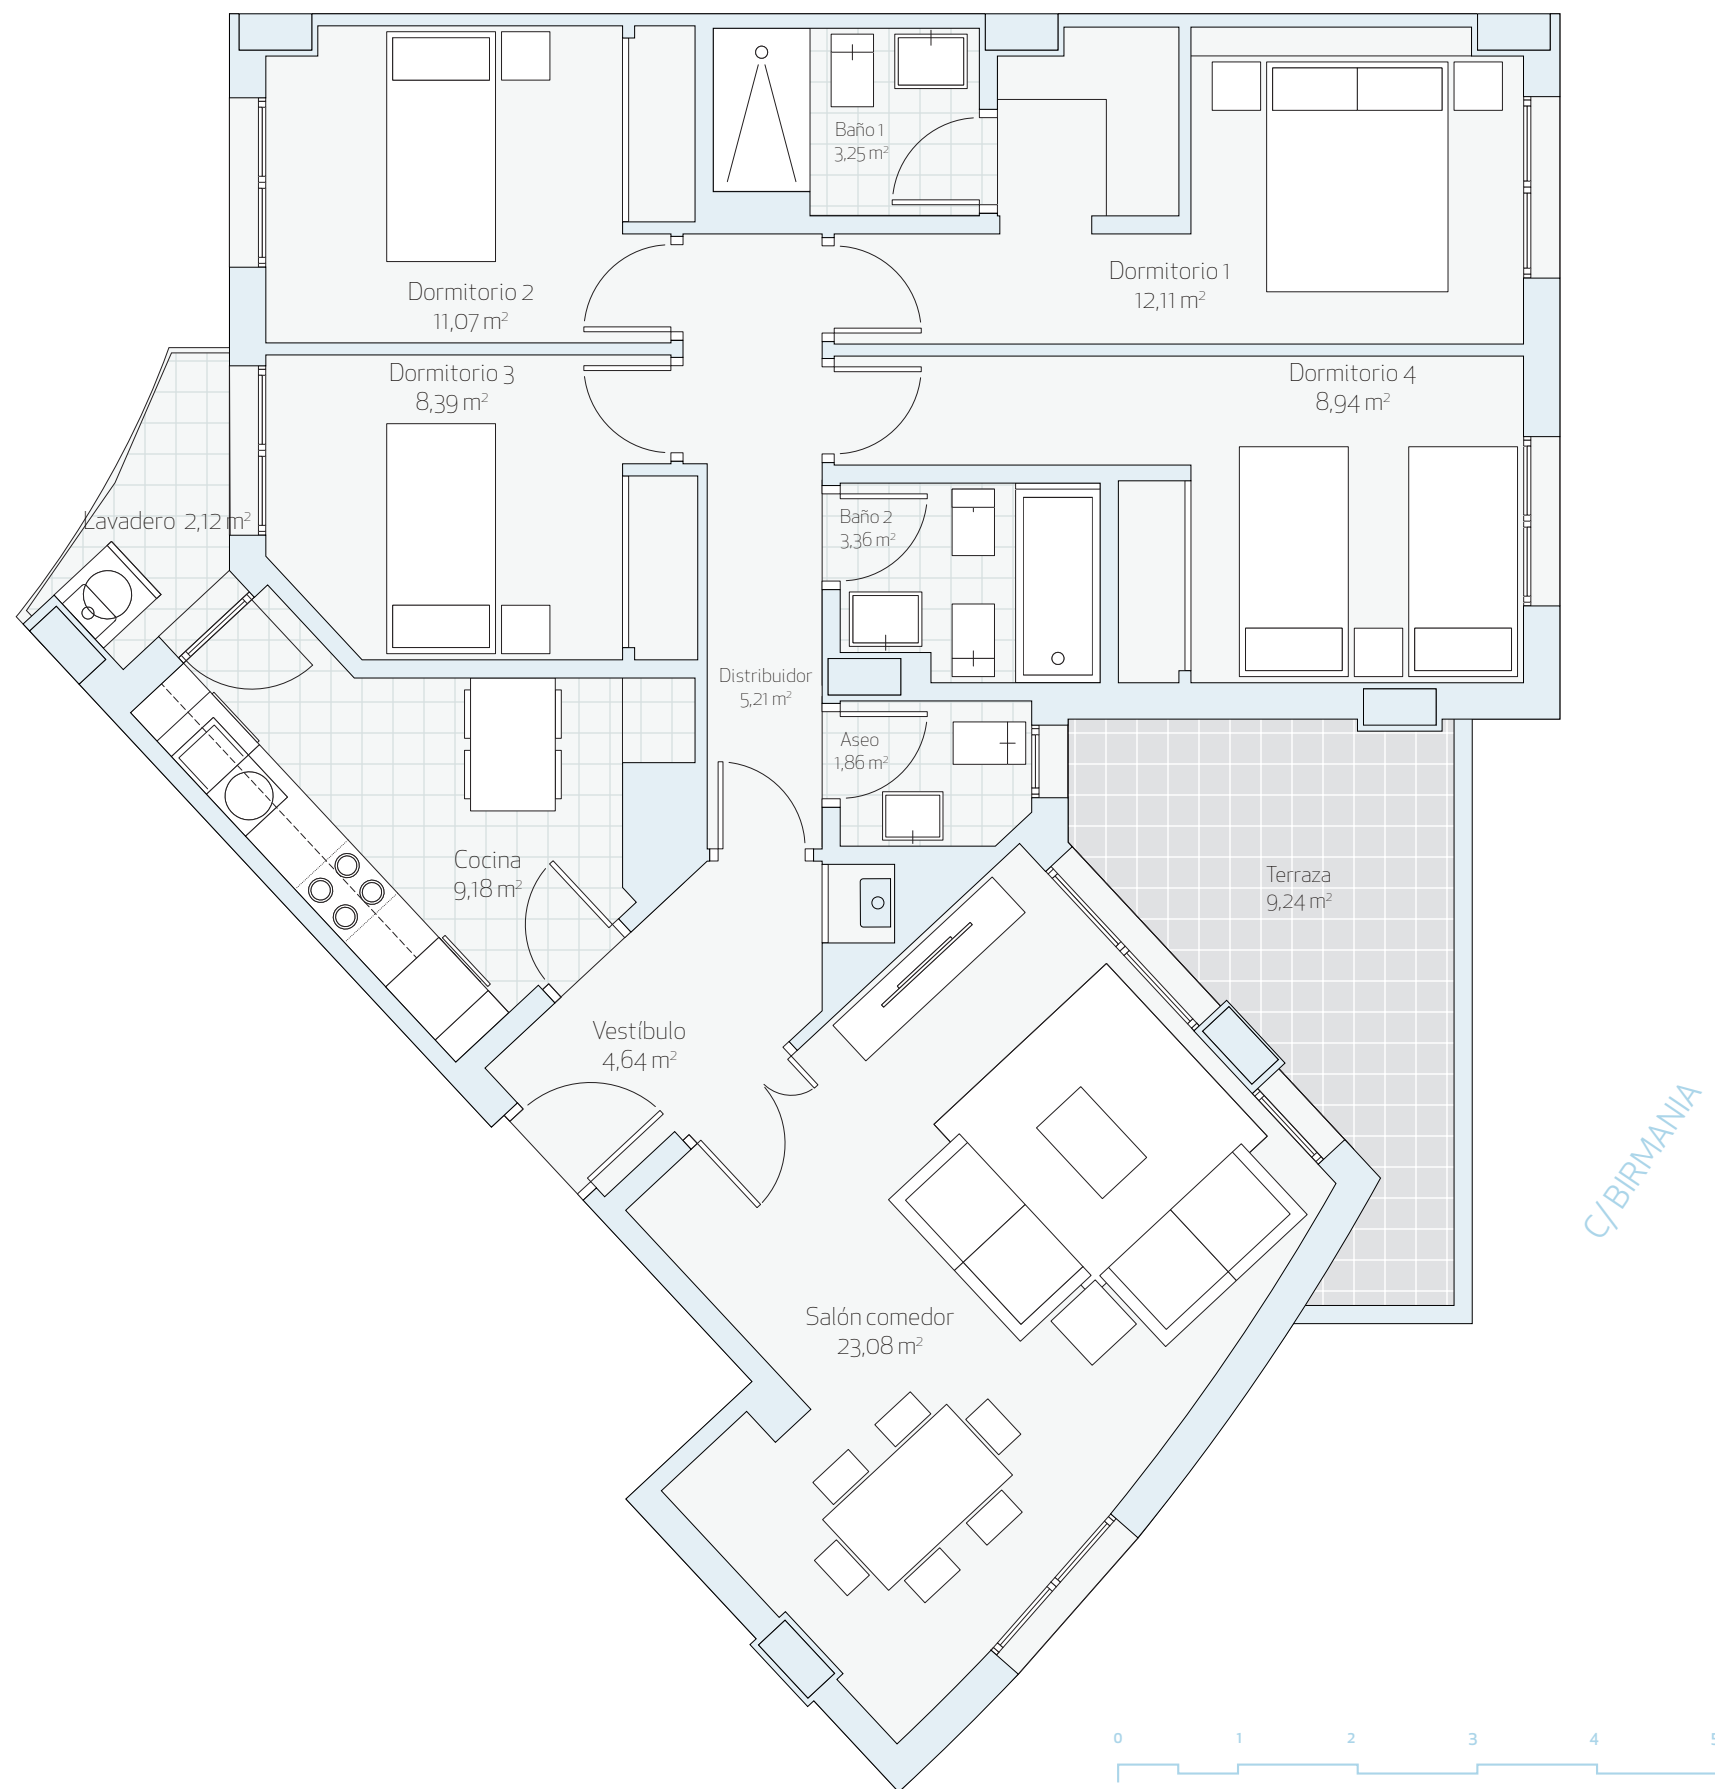 Baño 1
3,25 m²
Dormitorio 1
12,11 m²
Dormitorio 2
11,07 m²
Dormitorio 3
8,39 m²
Dormitorio 4
8,94 m²
Lavadero 2,12 m²
Baño 2
3,36 m²
Distribuidor
5,21 m²
Aseo
1,86 m²
Cocina
9,18 m²
Terraza
9,24 m²
Vestíbulo
4,64 m²
C/BIRMANIA
Salón comedor
23,08 m²
0 1 2 3 4 5